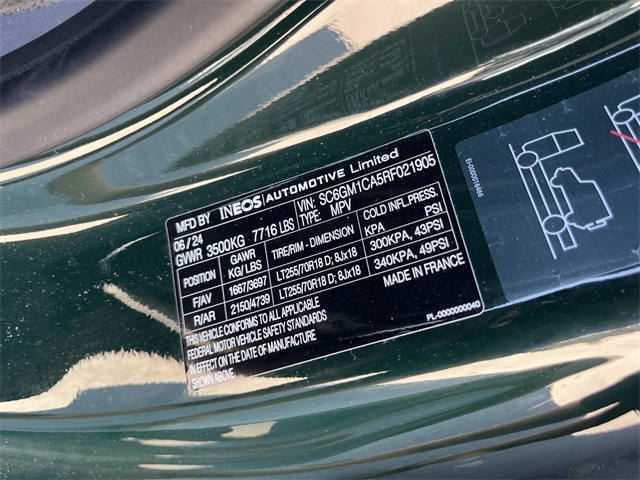 MFD BY INEOS|AUTOMOTIVE Limited
06 / 24 VIN: SC6GM1CA5RF021905
GVWR 3500KG 7716 LBS TYPE: MPV
POSITION GAWR KG/ LBS TIRE/RIM - DIMENSION COLD INFL.PRESS. KPA PSI
F/AV 1667/3697 LT255/70R18 D; 8Jx18 300KPA, 43PSI
R/AR 2150/4739 LT255/70R18 D; 8Jx18 340KPA, 49PSI
THIS VEHICLE CONFORMS TO ALL APPLICABLE MADE IN FRANCE
FEDERAL MOTOR VEHICLE SAFETY STANDARDS
IN EFFECT ON THE DATE OF MANUFACTURE
SHOWN ABOVE
PL-0000000040
EI-0000016466